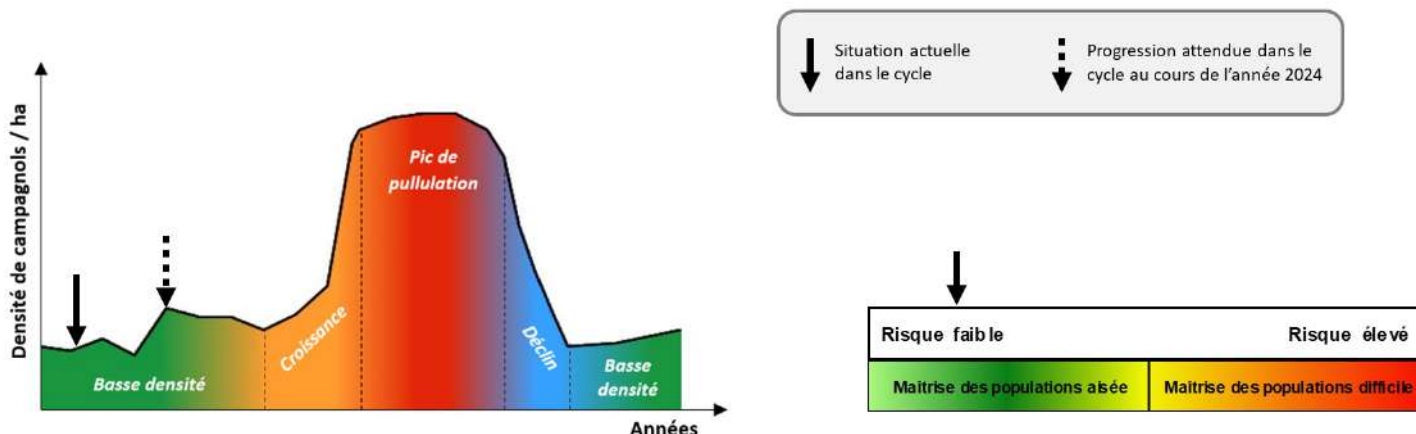 Situation actuelle
dans le cycle
Progression attendue dans le
cycle au cours de l'année 2024
Densité de campagnols / ha
Pic de
pullulation
Croissance
Déclin
Basse densité
Basse
densité
Années
Risque faible
Risque élevé
Maitrise des populations aisée
Maitrise des populations difficile